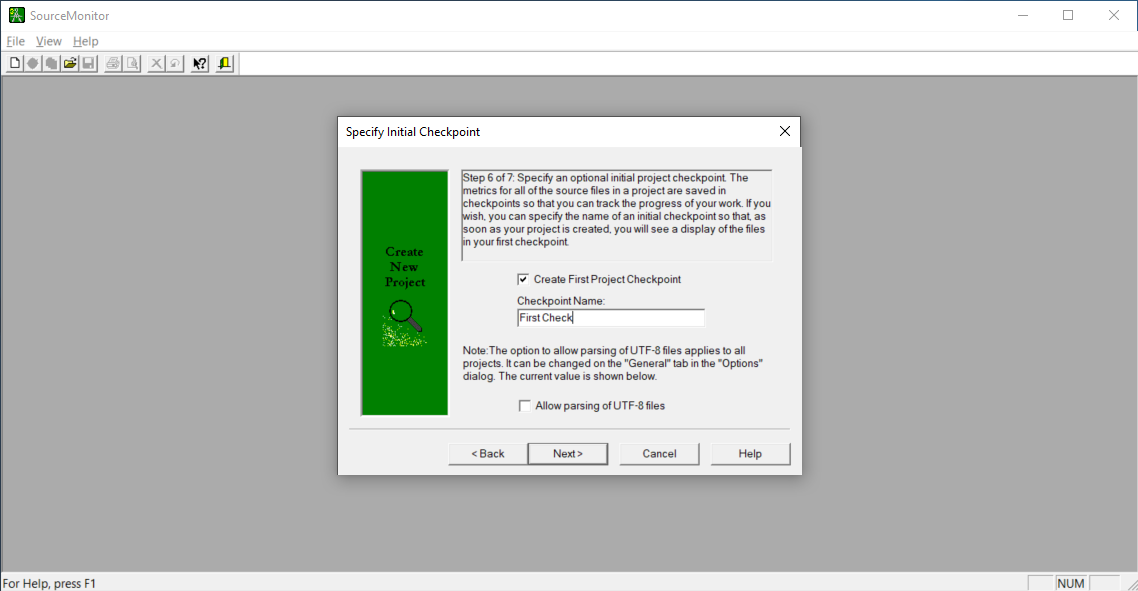 SourceMonitor
File View Help
Specify Initial Checkpoint
Step 6 of 7: Specify an optional initial project checkpoint. The
metrics for all of the source files in a project are saved in
checkpoints so that you can track the progress of your work. If you
wish, you can specify the name of an initial checkpoint so that, as
soon as your project is created, you will see a display of the files
in your first checkpoint.
Create
New
Project
Create First Project Checkpoint
Checkpoint Name:
First Check
Note:The option to allow parsing of UTF-8 files applies to all
projects. It can be changed on the "General" tab in the "Options"
dialog. The current value is shown below.
Allow parsing of UTF-8 files
< Back Next > Cancel Help
For Help, press F1 NUM